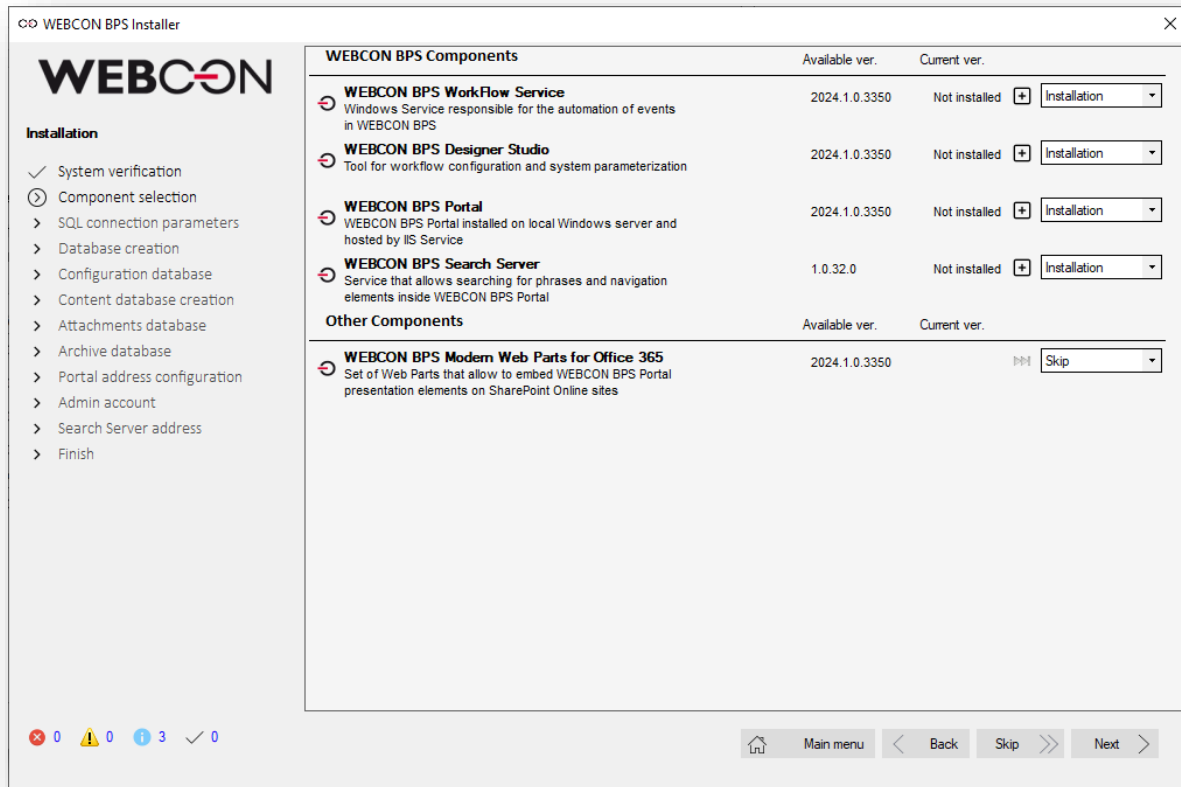 WEBCON BPS Installer
WEBCON
Installation
System verification
Component selection
SQL connection parameters
Database creation
Configuration database
Content database creation
Attachments database
Archive database
Portal address configuration
Admin account
Search Server address
Finish
WEBCON BPS Components Available ver. Current ver.
WEBCON BPS WorkFlow Service
Windows Service responsible for the automation of events
in WEBCON BPS
2024.1.0.3350 Not installed Installation
WEBCON BPS Designer Studio
Tool for workflow configuration and system parameterization
2024.1.0.3350 Not installed Installation
WEBCON BPS Portal
WEBCON BPS Portal installed on local Windows server and
hosted by IIS Service
2024.1.0.3350 Not installed Installation
WEBCON BPS Search Server
Service that allows searching for phrases and navigation
elements inside WEBCON BPS Portal
1.0.32.0 Not installed Installation
Other Components Available ver. Current ver.
WEBCON BPS Modern Web Parts for Office 365
Set of Web Parts that allow to embed WEBCON BPS Portal
presentation elements on SharePoint Online sites
2024.1.0.3350 Skip
0 0 3 0
Main menu Back Skip Next